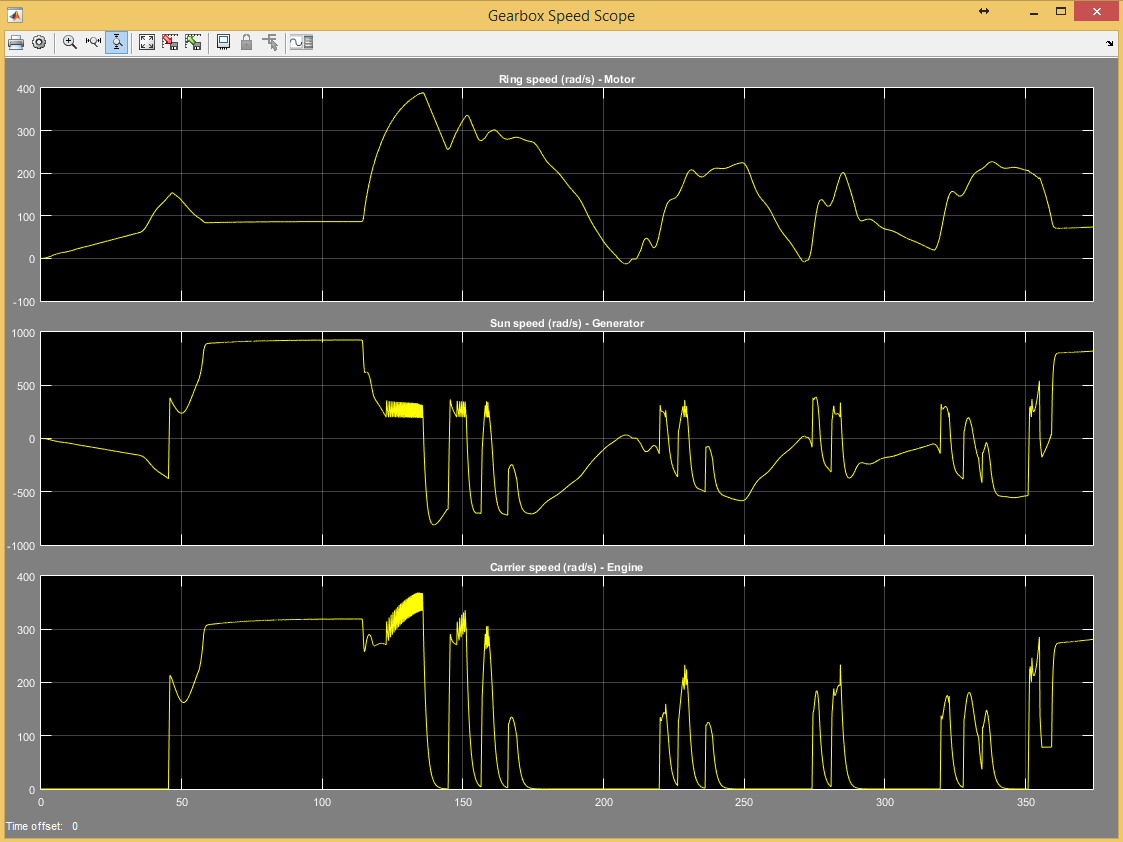 Gearbox Speed Scope
Ring speed (rad/s) - Motor
400
300
200
100
0
-100
Sun speed (rad/s) - Generator
1000
500
0
-500
-1000
Carrier speed (rad/s) - Engine
400
300
200
100
0
0 50 100 150 200 250 300 350
Time offset: 0